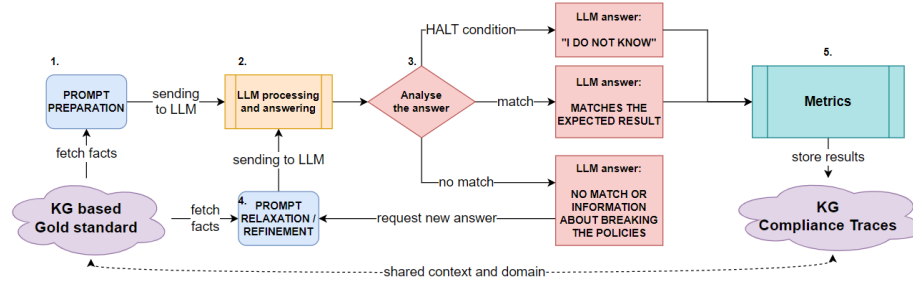 1.
PROMPT
PREPARATION
sending
to LLM
2.
LLM processing
and answering
3.
Analyse
the answer
HALT condition
LLM answer:
"I DO NOT KNOW"
match
LLM answer:
MATCHES THE
EXPECTED RESULT
no match
LLM answer:
NO MATCH OR
INFORMATION
ABOUT BREAKING
THE POLICIES
5.
Metrics
store results
KG
Compliance Traces
fetch facts
KG based
Gold standard
fetch
facts
sending to LLM
4.
PROMPT
RELAXATION /
REFINEMENT
request new answer
shared context and domain